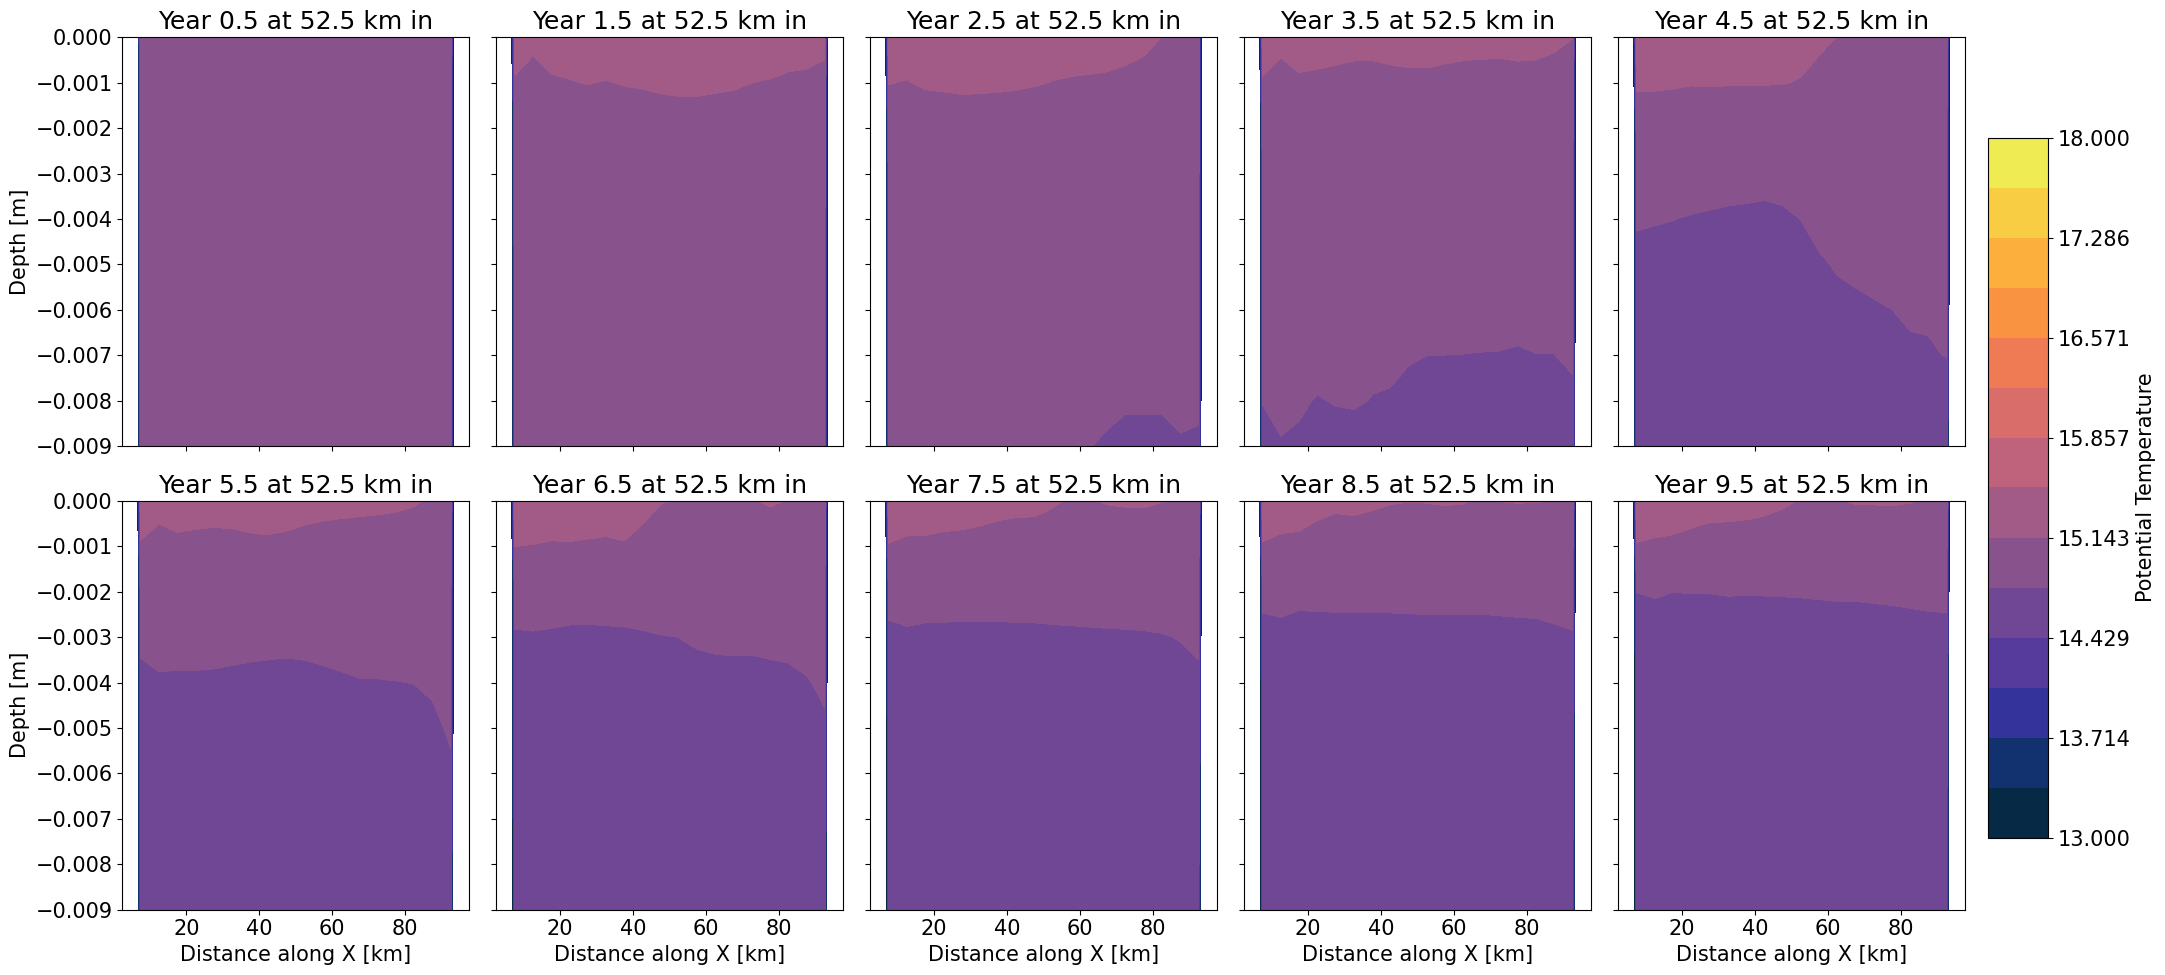 Year 0.5 at 52.5 km in
Year 1.5 at 52.5 km in
Year 2.5 at 52.5 km in
Year 3.5 at 52.5 km in
Year 4.5 at 52.5 km in
Depth [m]
0.000
−0.001
−0.002
−0.003
−0.004
−0.005
−0.006
−0.007
−0.008
−0.009
Year 5.5 at 52.5 km in
Year 6.5 at 52.5 km in
Year 7.5 at 52.5 km in
Year 8.5 at 52.5 km in
Year 9.5 at 52.5 km in
Depth [m]
0.000
−0.001
−0.002
−0.003
−0.004
−0.005
−0.006
−0.007
−0.008
−0.009
20 40 60 80
20 40 60 80
20 40 60 80
20 40 60 80
20 40 60 80
Distance along X [km]
Distance along X [km]
Distance along X [km]
Distance along X [km]
Distance along X [km]
18.000
17.286
16.571
15.857
15.143
14.429
13.714
13.000
Potential Temperature